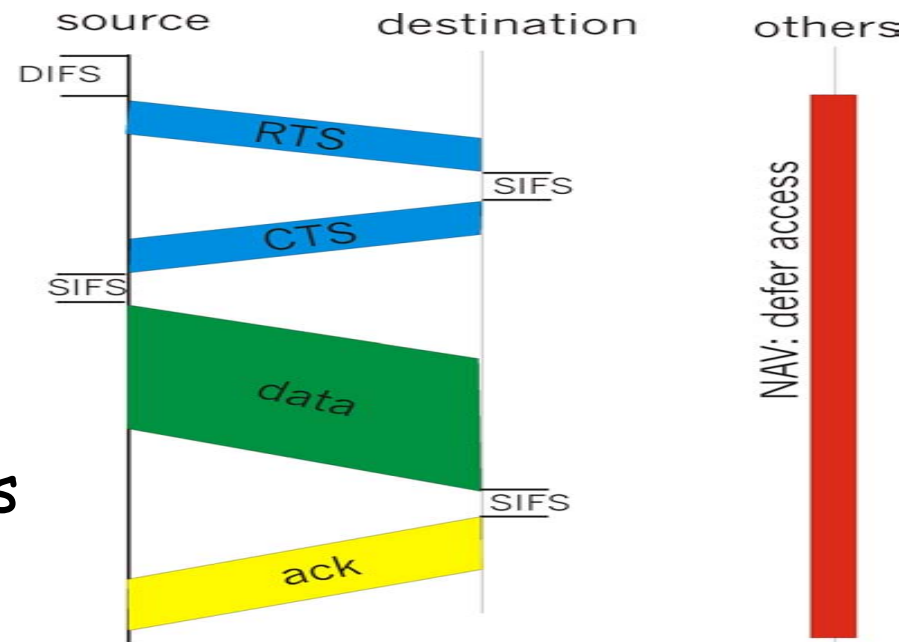 source
destination
others
DIFS
RTS
SIFS
CTS
SIFS
data
SIFS
ack
NAV: defer access
s